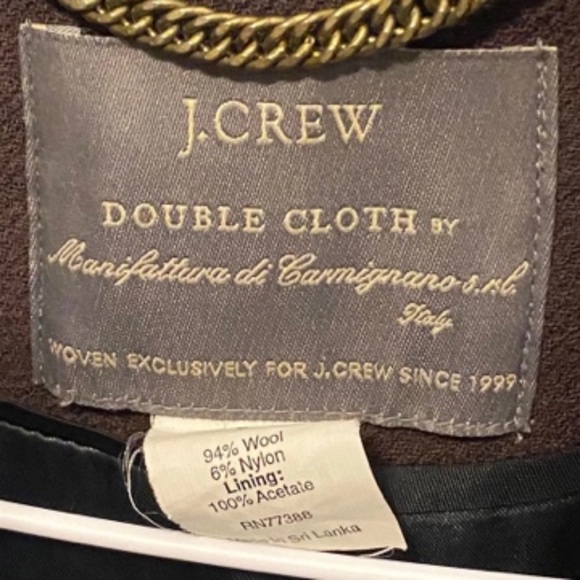 J.CREW
DOUBLE CLOTH BY
Manifattura di Carmignano s.r.l.
Italy
WOVEN EXCLUSIVELY FOR J.CREW SINCE 1999
94% Wool
6% Nylon
Lining:
100% Acetate
RN77388
in Sri Lanka